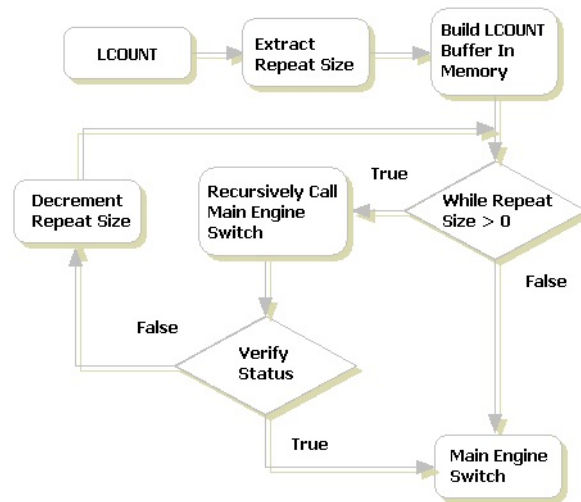 LCOUNT
Extract
Repeat Size
Build LCOUNT
Buffer In
Memory
Decrement
Repeat Size
Recursively Call
Main Engine
Switch
True
While Repeat
Size > 0
False
False
Verify
Status
True
Main Engine
Switch